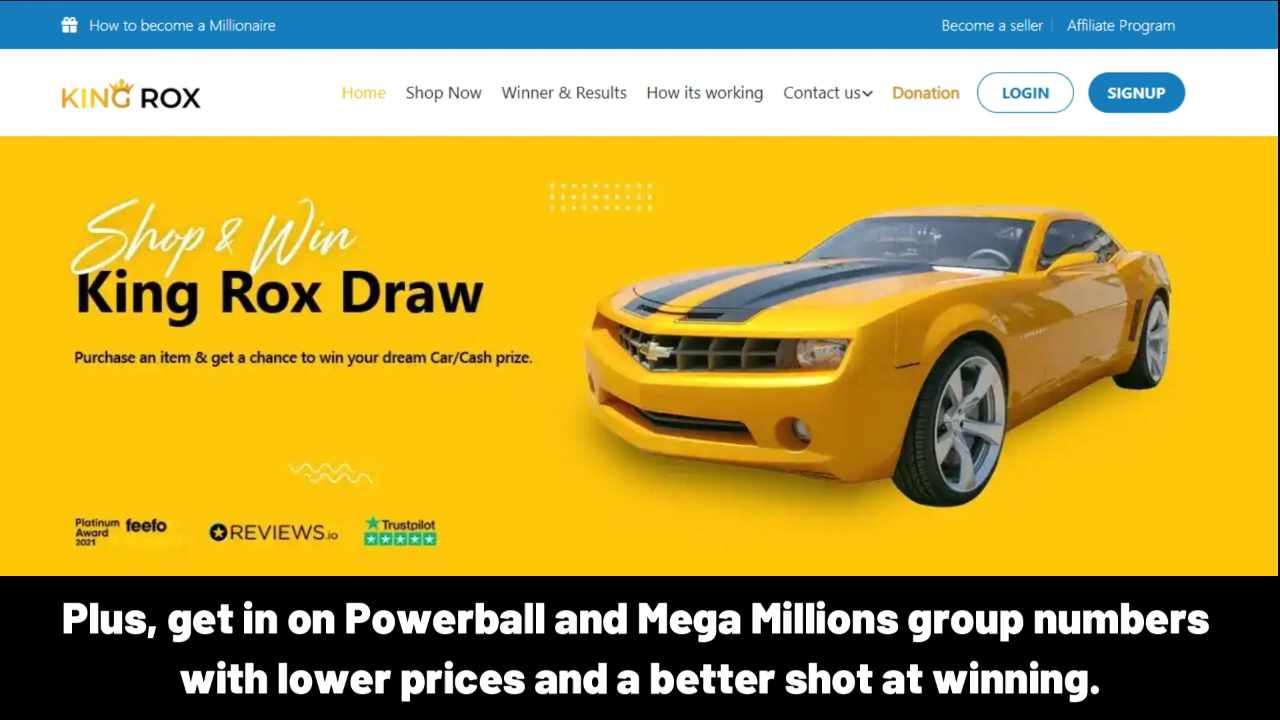 How to become a Millionaire
Become a seller
Affiliate Program
KING ROX
Home
Shop Now
Winner & Results
How its working
Contact us
Donation
LOGIN
SIGNUP
Shop & Win
King Rox Draw
Purchase an item & get a chance to win your dream Car/Cash prize.
Platinum
Award
2021
feefo
REVIEWS.io
Trustpilot
Plus, get in on Powerball and Mega Millions group numbers
with lower prices and a better shot at winning.